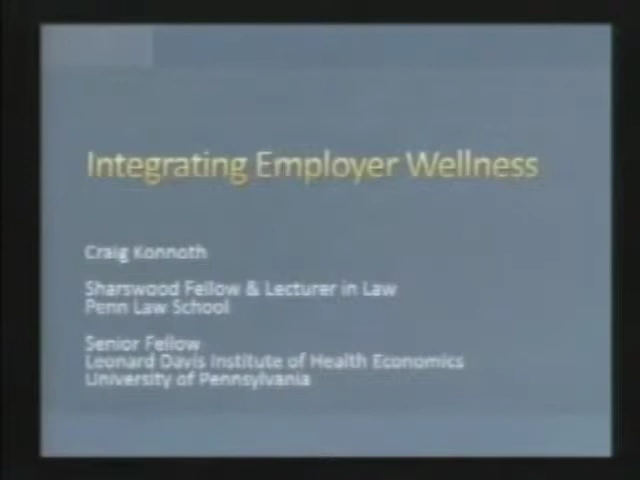 Integrating Employer Wellness
Craig Konnoth
Sharswood Fellow & Lecturer in Law
Penn Law School
Senior Fellow
Leonard Davis Institute of Health Economics
University of Pennsylvania